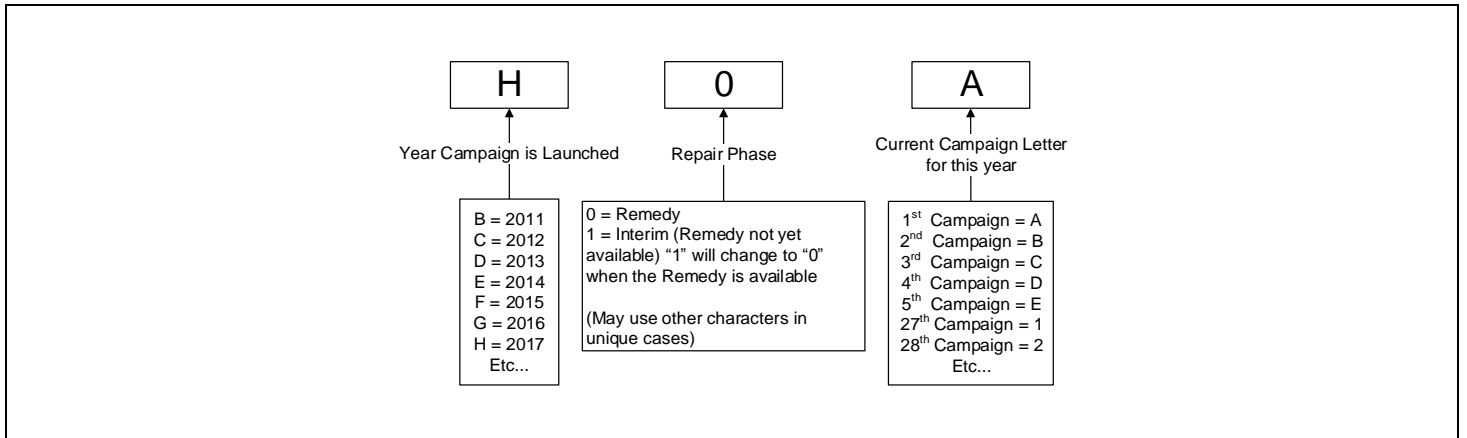 H
0
A
Year Campaign is Launched
Repair Phase
Current Campaign Letter
for this year
B = 2011
C = 2012
D = 2013
E = 2014
F = 2015
G = 2016
H = 2017
Etc...
0 = Remedy
1 = Interim (Remedy not yet
available) “1” will change to “0”
when the Remedy is available
(May use other characters in
unique cases)
1st Campaign = A
2nd Campaign = B
3rd Campaign = C
4th Campaign = D
5th Campaign = E
27th Campaign = 1
28th Campaign = 2
Etc...